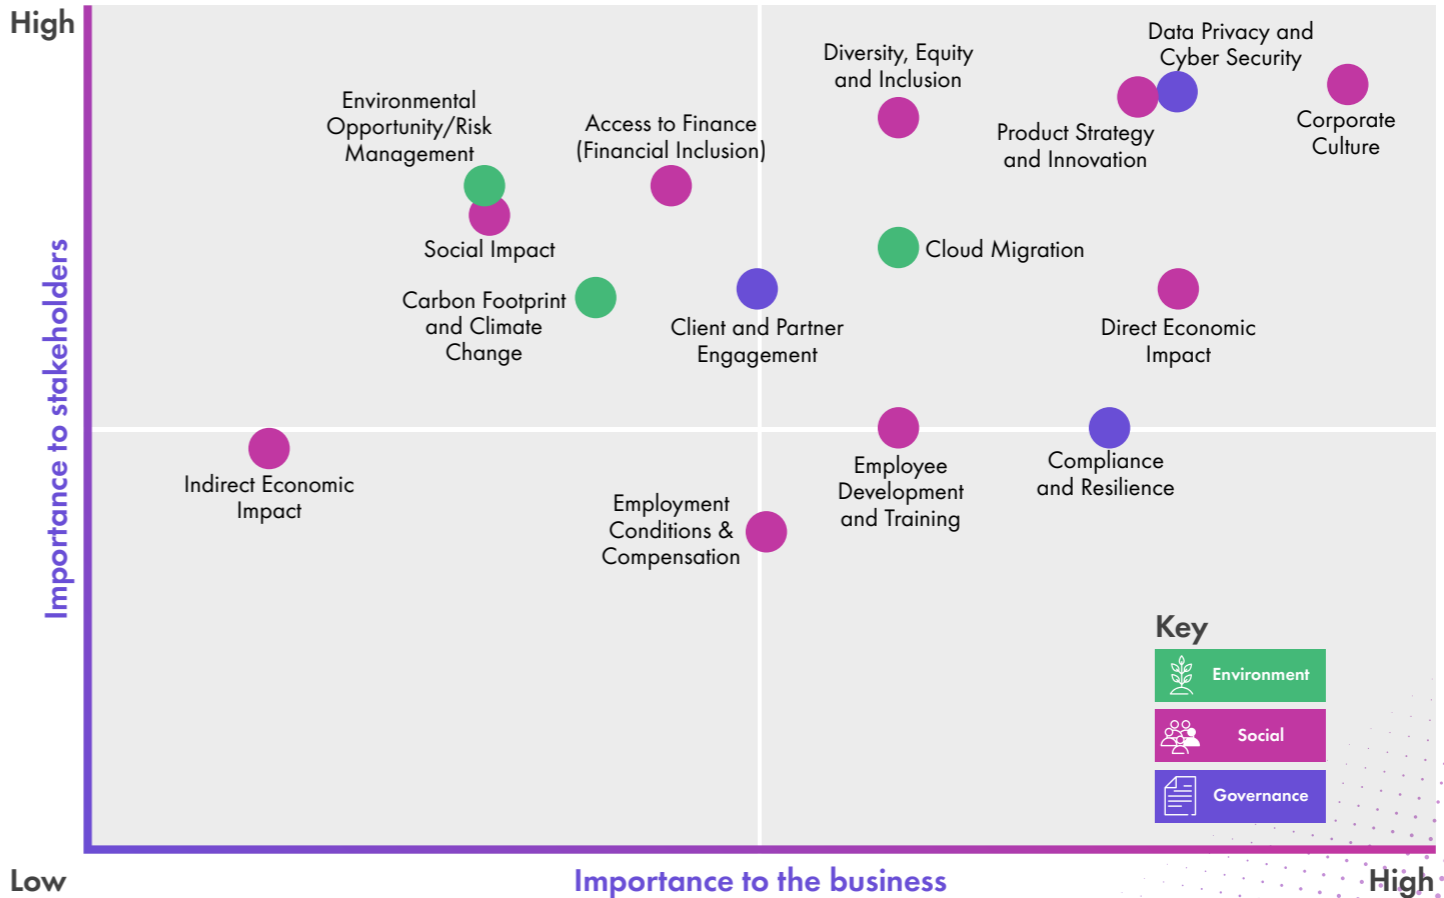 High
Data Privacy and
Cyber Security
Diversity, Equity
and Inclusion
Environmental
Opportunity/Risk
Management
Access to Finance
(Financial Inclusion)
Product Strategy
and Innovation
Corporate
Culture
Social Impact
Cloud Migration
Carbon Footprint
and Climate
Change
Client and Partner
Engagement
Direct Economic
Impact
Importance to stakeholders
Indirect Economic
Impact
Employee
Development
and Training
Compliance
and Resilience
Employment
Conditions &
Compensation
Key
Environment
Social
Governance
Low
Importance to the business
High